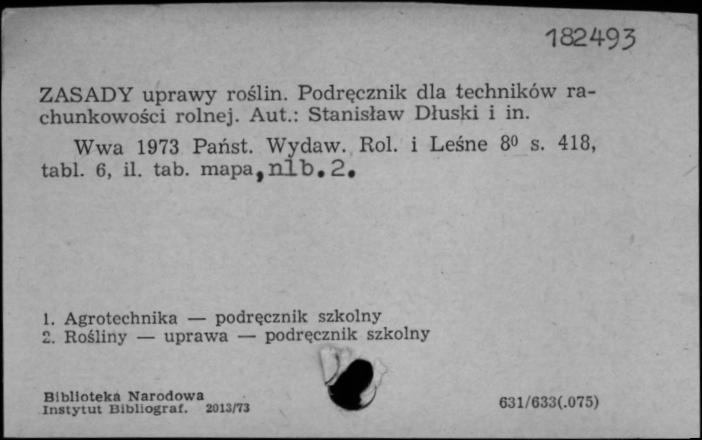 182493
ZASADY uprawy roślin. Podręcznik dla techników ra-
chunkowości rolnej. Aut.: Stanisław Dłuski i in.
Wwa 1973 Państ. Wydaw. Rol. i Leśne 8⁰ s. 418,
tabl. 6, il. tab. mapa, nlb. 2.
1. Agrotechnika — podręcznik szkolny
2. Rośliny — uprawa — podręcznik szkolny
Biblioteka Narodowa
Instytut Bibliograf. 2013/73
631/633(.075)